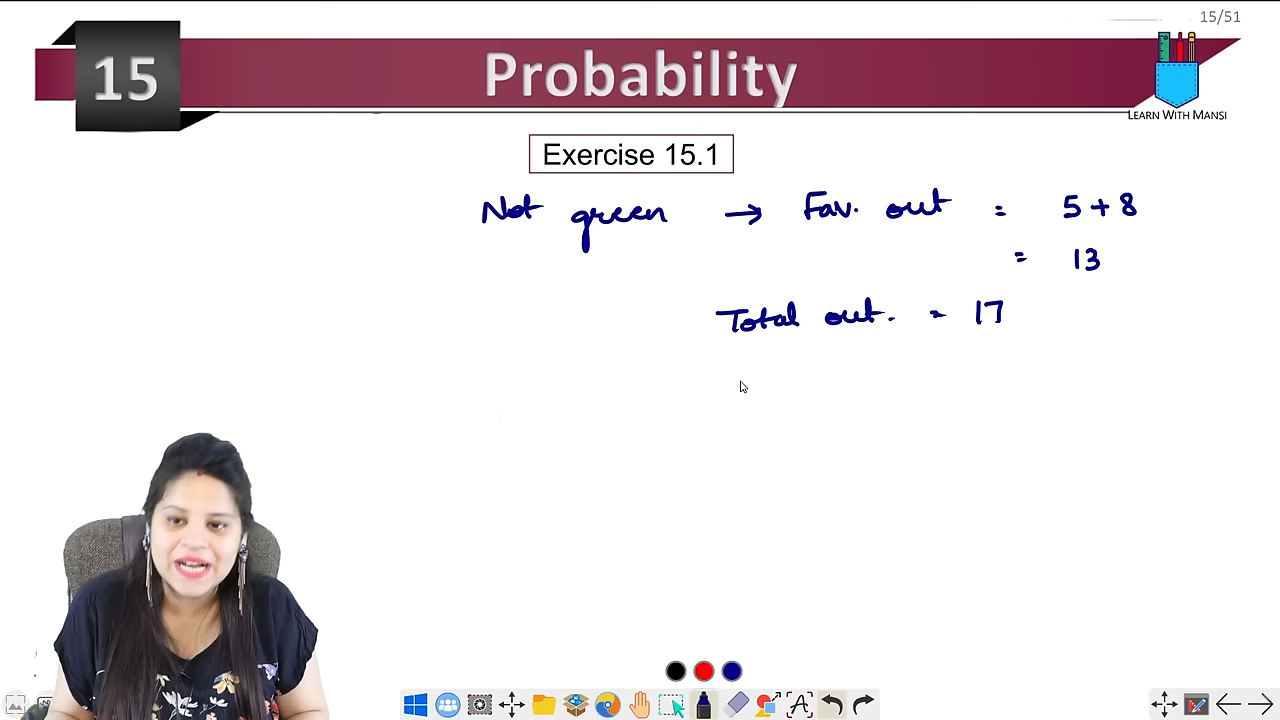 15/51
15
Probability
LEARN WITH MANSI
Exercise 15.1
Not green → Fav. out = 5 + 8
= 13
Total out. = 17